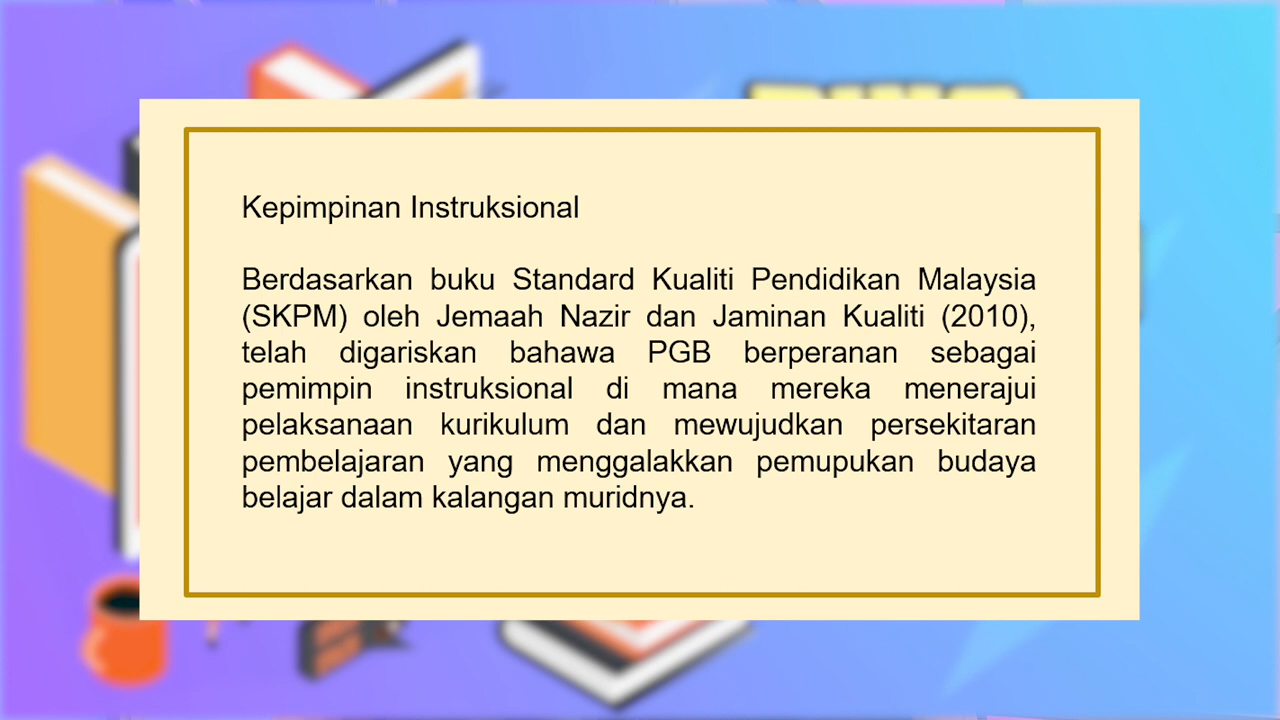 Kepimpinan Instruksional
Berdasarkan buku Standard Kualiti Pendidikan Malaysia
(SKPM) oleh Jemaah Nazir dan Jaminan Kualiti (2010),
telah digariskan bahawa PGB berperanan sebagai
pemimpin instruksional di mana mereka menerajui
pelaksanaan kurikulum dan mewujudkan persekitaran
pembelajaran yang menggalakkan pemupukan budaya
belajar dalam kalangan muridnya.